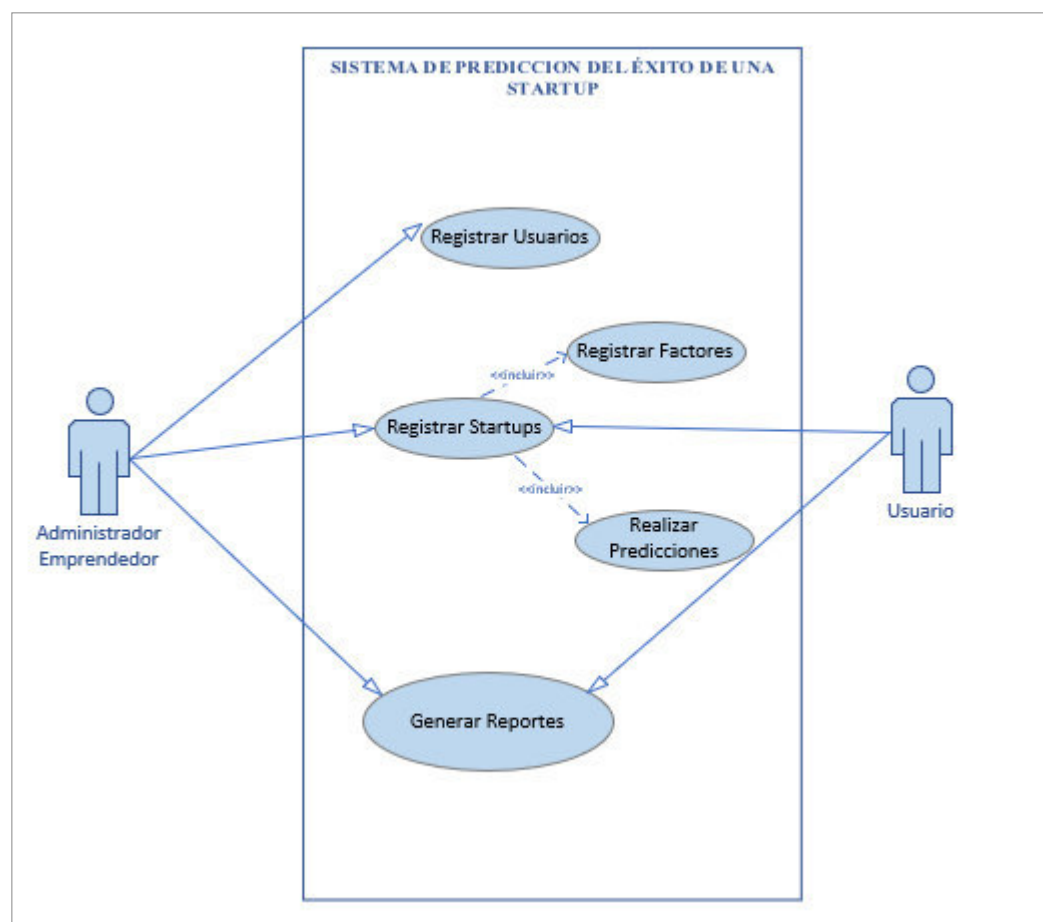 SISTEMA DE PREDICCION DEL ÉXITO DE UNA
STARTUP
Registrar Usuarios
Registrar Factores
<<incluir>>
Registrar Startups
<<incluir>>
Realizar
Predicciones
Usuario
Administrador
Emprendedor
Generar Reportes